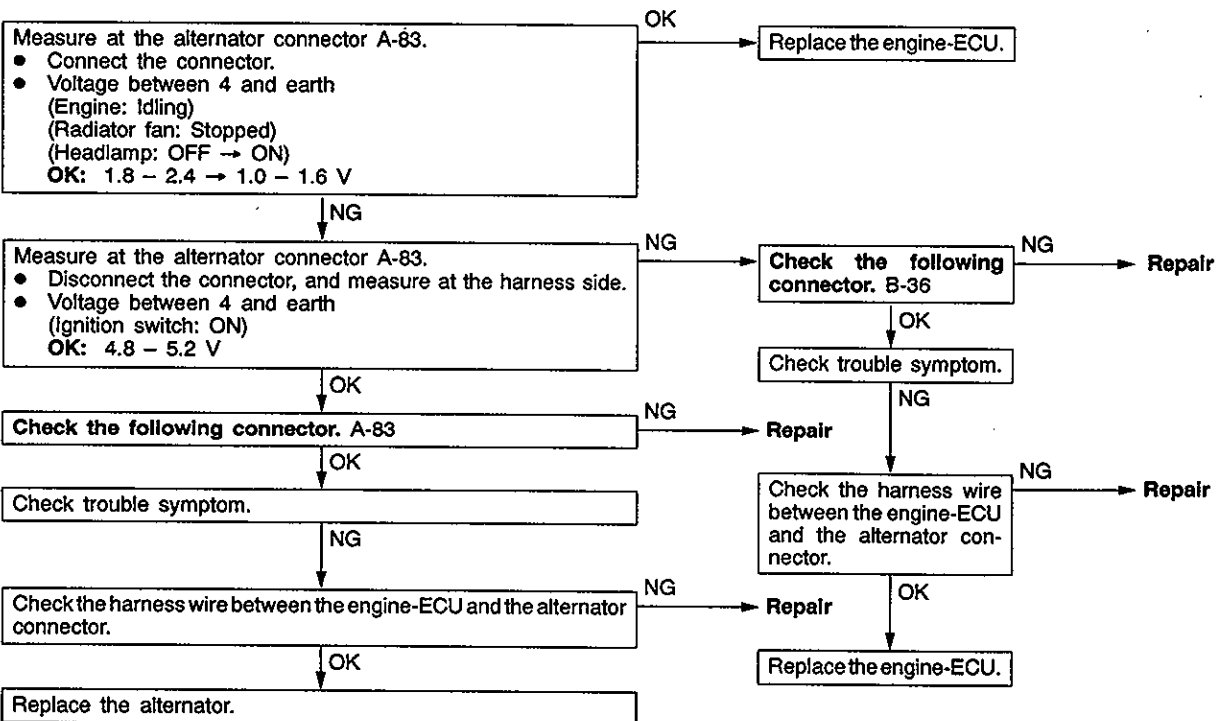 Measure at the alternator connector A-83.
● Connect the connector.
● Voltage between 4 and earth
(Engine: Idling)
(Radiator fan: Stopped)
(Headlamp: OFF → ON)
OK: 1.8 – 2.4 → 1.0 – 1.6 V
OK
Replace the engine-ECU.
NG
Measure at the alternator connector A-83.
● Disconnect the connector, and measure at the harness side.
● Voltage between 4 and earth
(Ignition switch: ON)
OK: 4.8 – 5.2 V
NG
Check the following
connector. B-36
NG
Repair
OK
Check trouble symptom.
NG
Check the harness wire
between the engine-ECU
and the alternator con-
nector.
NG
Repair
OK
Replace the engine-ECU.
OK
Check the following connector. A-83
NG
Repair
OK
Check trouble symptom.
NG
Check the harness wire between the engine-ECU and the alternator
connector.
NG
Repair
OK
Replace the alternator.